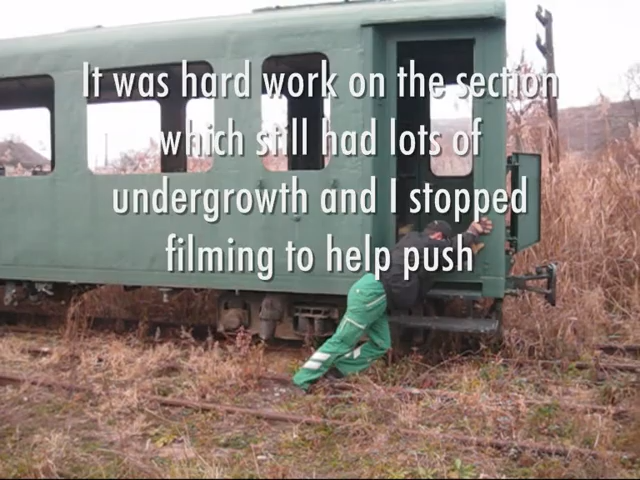 It was hard work on the section
which still had lots of
undergrowth and I stopped
filming to help push